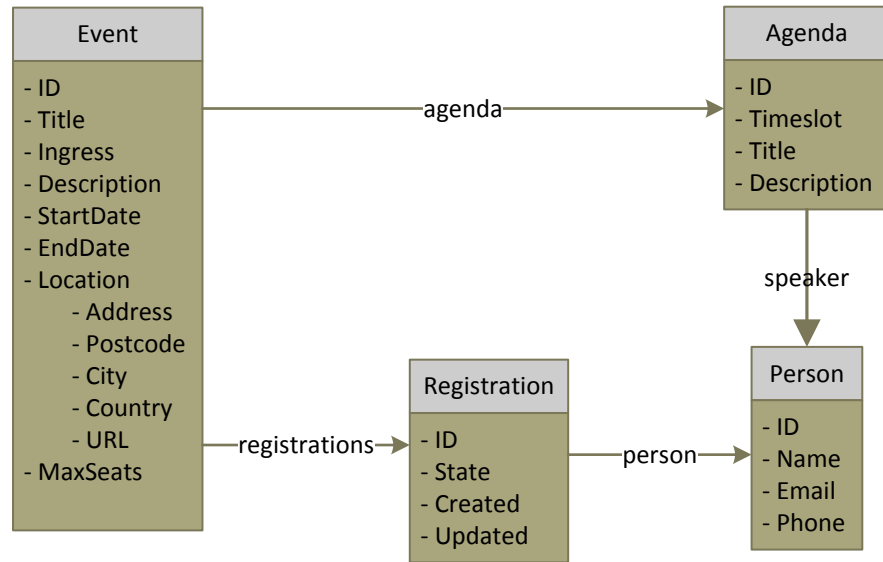 Event
- ID
- Title
- Ingress
- Description
- StartDate
- EndDate
- Location
- Address
- Postcode
- City
- Country
- URL
- MaxSeats
agenda
Agenda
- ID
- Timeslot
- Title
- Description
speaker
registrations
Registration
- ID
- State
- Created
- Updated
person
Person
- ID
- Name
- Email
- Phone